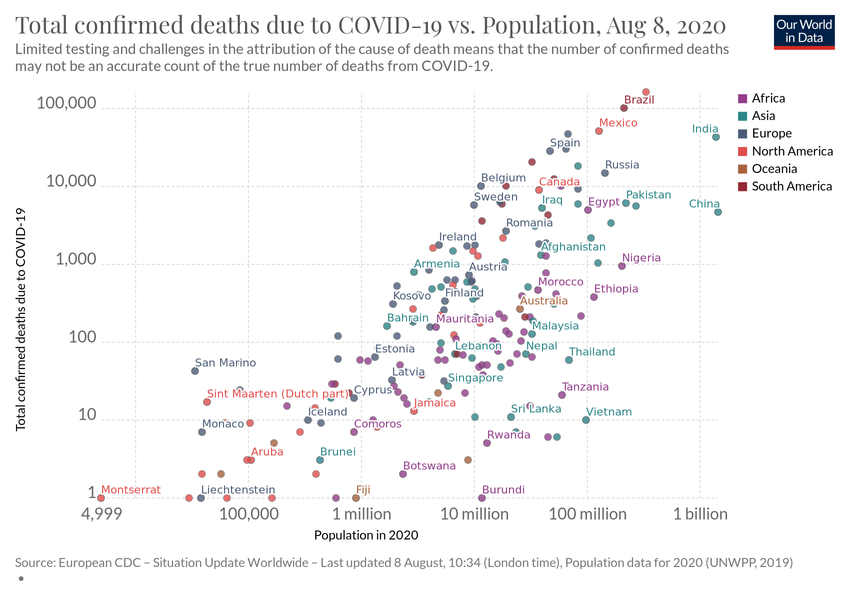 Total confirmed deaths due to COVID-19 vs. Population, Aug 8, 2020
Our World
in Data
Limited testing and challenges in the attribution of the cause of death means that the number of confirmed deaths
may not be an accurate count of the true number of deaths from COVID-19.
100,000
10,000
1,000
100
10
1
Total confirmed deaths due to COVID-19
Brazil
Mexico
India
Spain
Russia
Belgium
Canada
Sweden
Iraq
Egypt
Pakistan
China
Romania
Ireland
Afghanistan
Armenia
Austria
Nigeria
Morocco
Kosovo
Finland
Ethiopia
Australia
Bahrain
Mauritania
Malaysia
Estonia
Lebanon
Nepal
Thailand
San Marino
Latvia
Singapore
Sint Maarten (Dutch part)
Cyprus
Tanzania
Jamaica
Iceland
Sri Lanka
Vietnam
Monaco
Comoros
Rwanda
Aruba
Brunei
Botswana
Montserrat
Liechtenstein
Fiji
Burundi
4,999
100,000
1 million
10 million
100 million
1 billion
Population in 2020
Africa
Asia
Europe
North America
Oceania
South America
Source: European CDC – Situation Update Worldwide – Last updated 8 August, 10:34 (London time), Population data for 2020 (UNWPP, 2019)